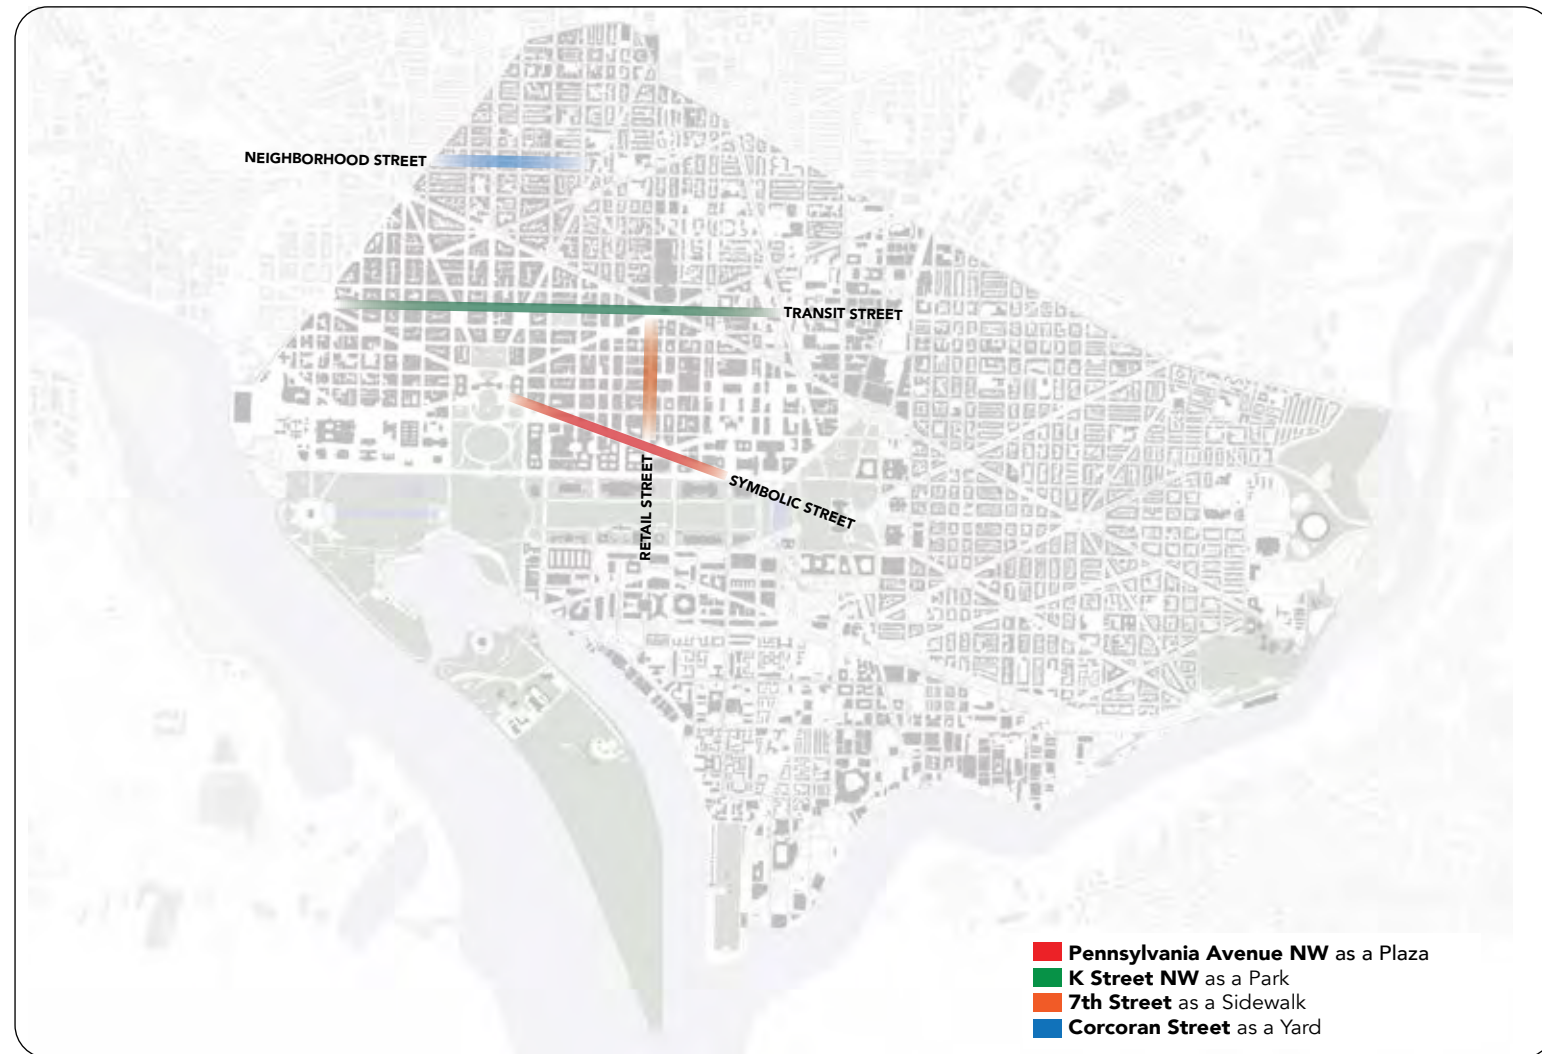 NEIGHBORHOOD STREET
TRANSIT STREET
RETAIL STREET
SYMBOLIC STREET
Pennsylvania Avenue NW as a Plaza
K Street NW as a Park
7th Street as a Sidewalk
Corcoran Street as a Yard